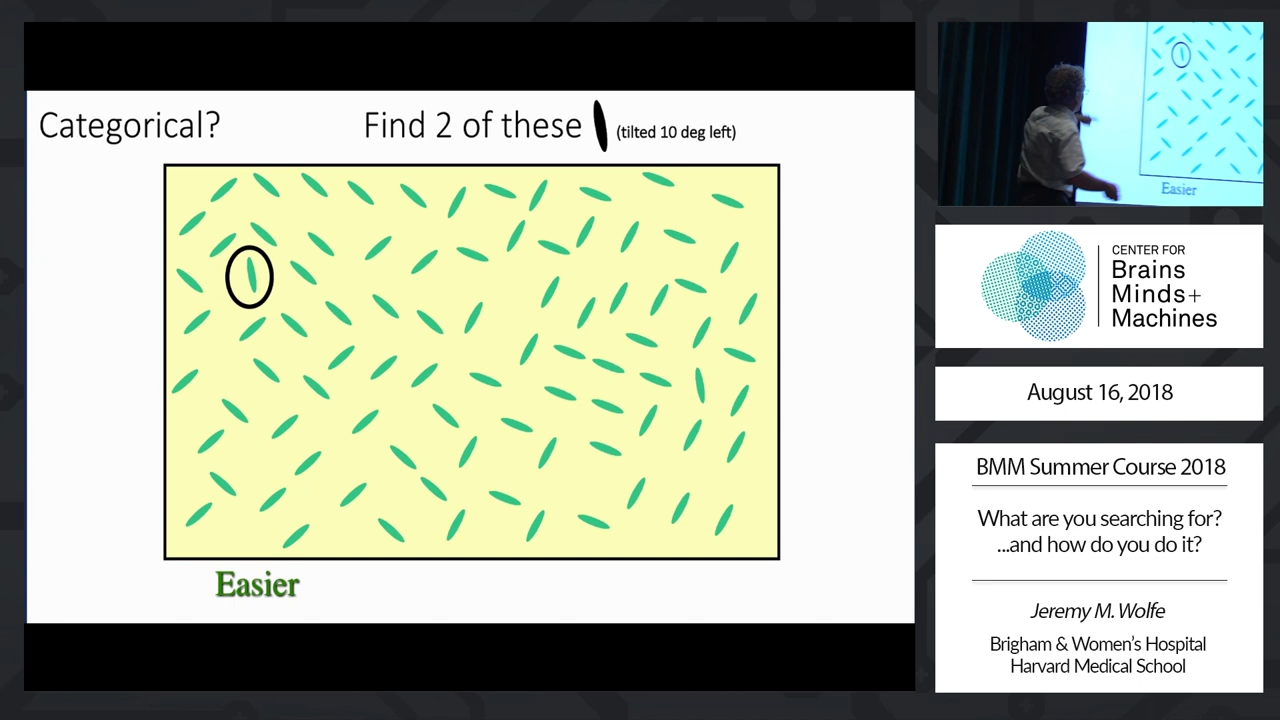 Categorical?
Find 2 of these (tilted 10 deg left)
Easier
Easier
CENTER FOR
Brains
Minds+
Machines
August 16, 2018
BMM Summer Course 2018
What are you searching for?
...and how do you do it?
Jeremy M. Wolfe
Brigham & Women's Hospital
Harvard Medical School